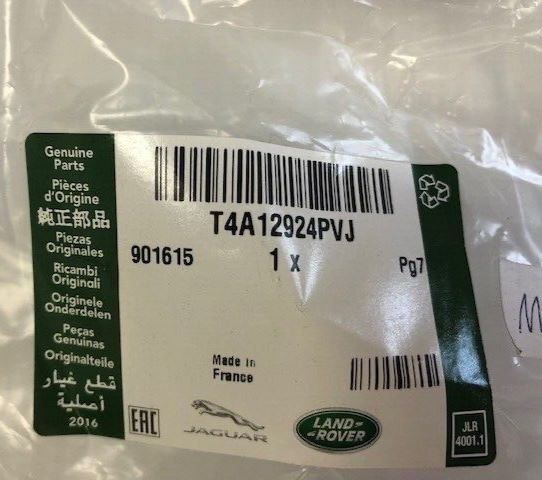 Genuine
Parts
Pièces
d'Origine
純正部品
Piezas
Originales
Ricambi
Originali
Originele
Onderdelen
Peças
Genuinas
Originalteile
قطع غيار
أصلية
2016
T4A12924PVJ
901615 1 x Pg7
Made in
France
EAC
JAGUAR
LAND-
-ROVER
JLR
4001.1